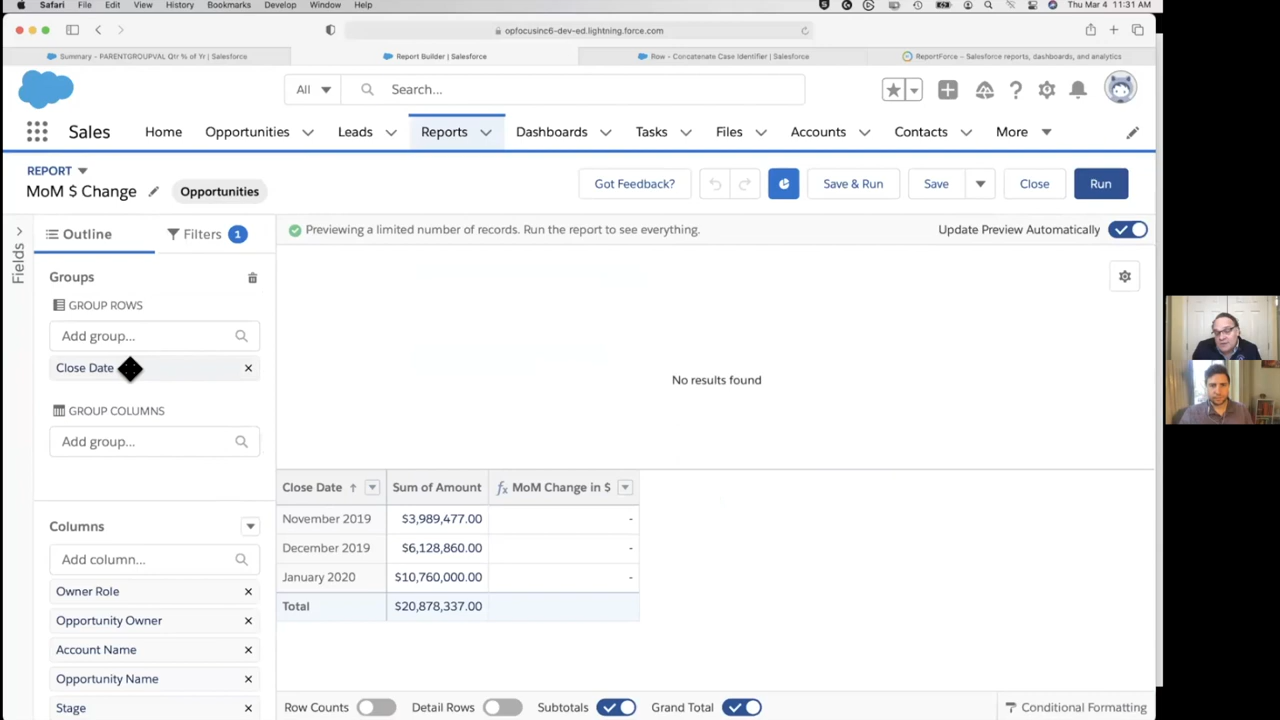 Safari File Edit View History Bookmarks Develop Window Help Thu Mar 4 11:31 AM
opfocusinc6-dev-ed.lightning.force.com
Summary - PARENTGROUPVAL Qtr % of Yr | Salesforce Report Builder | Salesforce Row - Concatenate Case Identifier | Salesforce ReportForce – Salesforce reports, dashboards, and analytics
All Search...
Sales Home Opportunities Leads Reports Dashboards Tasks Files Accounts Contacts More
REPORT
MoM $ Change Opportunities Got Feedback? Save & Run Save Close Run
Fields
Outline Filters 1
Previewing a limited number of records. Run the report to see everything. Update Preview Automatically
Groups
GROUP ROWS
Add group...
Close Date
GROUP COLUMNS
Add group...
No results found
Close Date Sum of Amount fx MoM Change in $
November 2019 $3,989,477.00 -
December 2019 $6,128,860.00 -
January 2020 $10,760,000.00 -
Total $20,878,337.00
Columns
Add column...
Owner Role
Opportunity Owner
Account Name
Opportunity Name
Stage
Row Counts Detail Rows Subtotals Grand Total Conditional Formatting